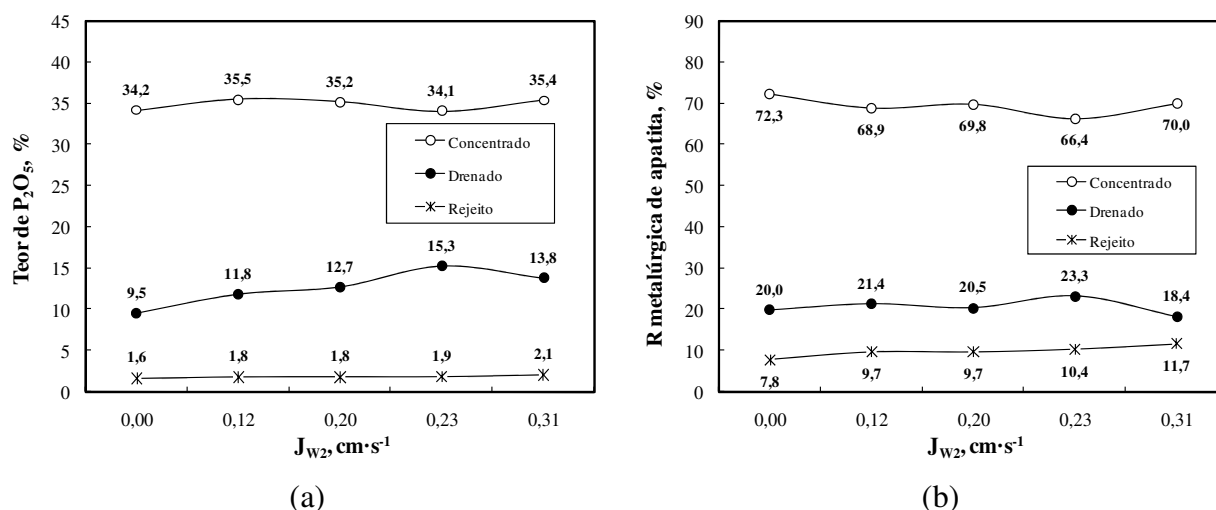 45
40
35
30
25
20
15
10
5
0
Teor de P₂O₅, %
34,2 35,5 35,2 34,1 35,4
Concentrado
Drenado
Rejeito
9,5 11,8 12,7 15,3 13,8
1,6 1,8 1,8 1,9 2,1
0,00 0,12 0,20 0,23 0,31
J_W2, cm·s⁻¹
(a)
90
80
70
60
50
40
30
20
10
0
R metalúrgica de apatita, %
72,3 68,9 69,8 66,4 70,0
Concentrado
Drenado
Rejeito
20,0 21,4 20,5 23,3 18,4
7,8 9,7 9,7 10,4 11,7
0,00 0,12 0,20 0,23 0,31
J_W2, cm·s⁻¹
(b)